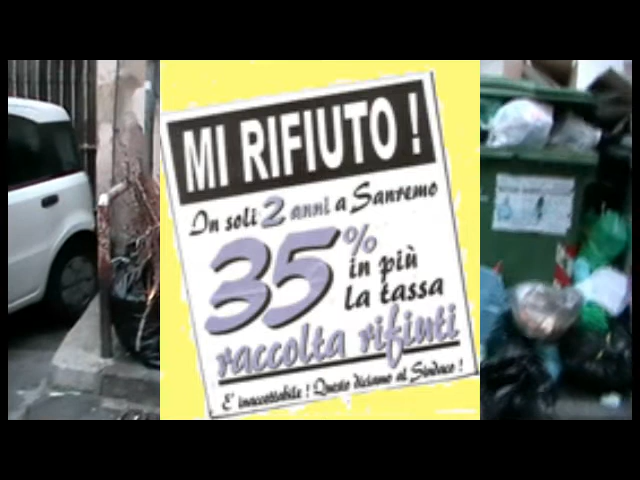 MI RIFIUTO !
In soli 2 anni a Sanremo
35%
in più
la tassa
raccolta rifiuti
E' inaccettabile ! Questo diciamo al Sindaco !